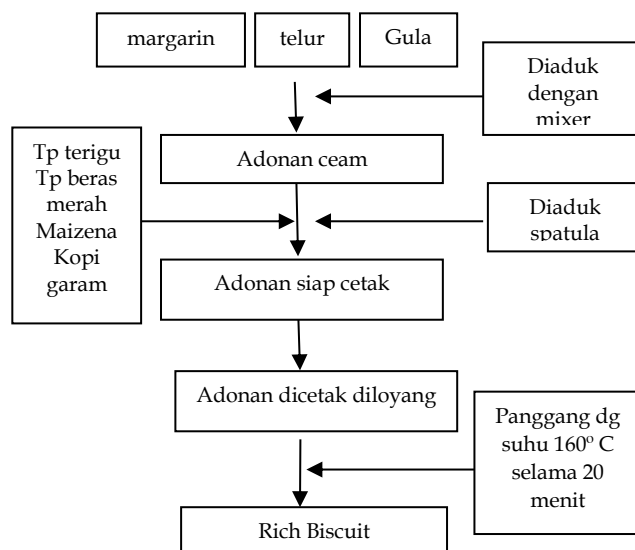 margarin
telur
Gula
Diaduk
dengan
mixer
Adonan ceam
Tp terigu
Tp beras
merah
Maizena
Kopi
garam
Diaduk
spatula
Adonan siap cetak
Adonan dicetak diloyang
Panggang dg
suhu 160º C
selama 20
menit
Rich Biscuit